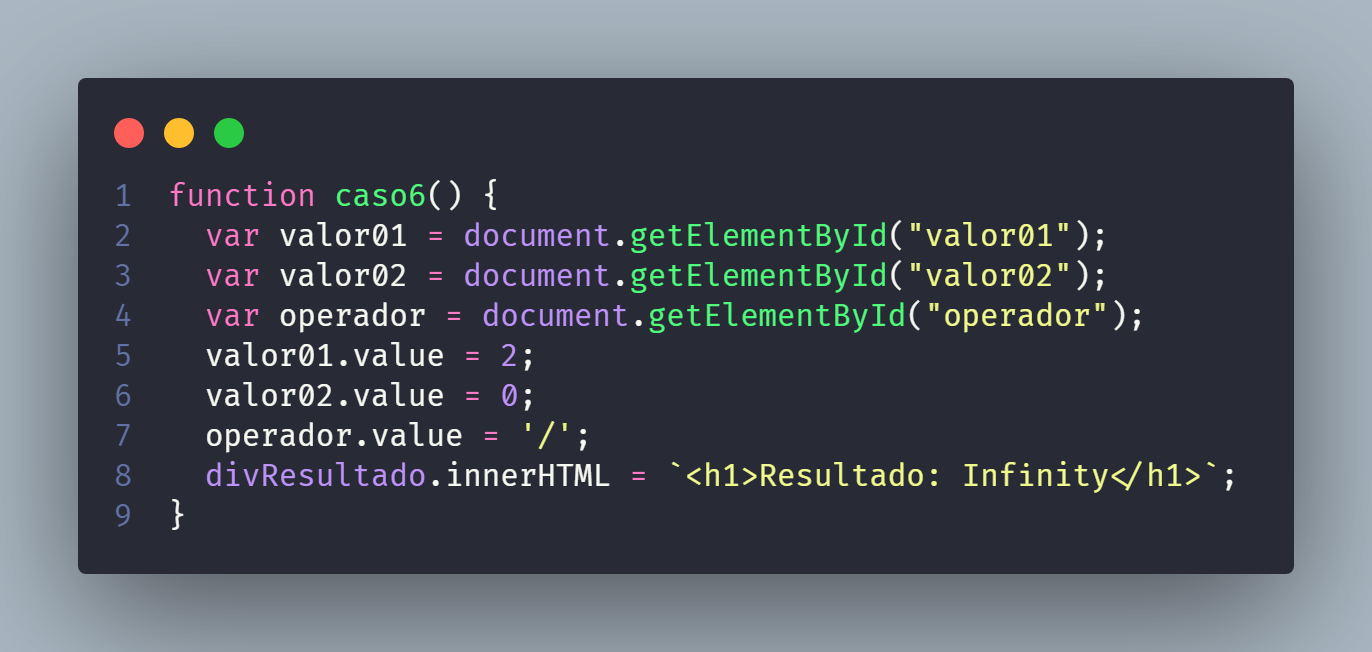 1 function caso6() {
2 var valor01 = document.getElementById("valor01");
3 var valor02 = document.getElementById("valor02");
4 var operador = document.getElementById("operador");
5 valor01.value = 2;
6 valor02.value = 0;
7 operador.value = '/';
8 divResultado.innerHTML = `<h1>Resultado: Infinity</h1>`;
9 }